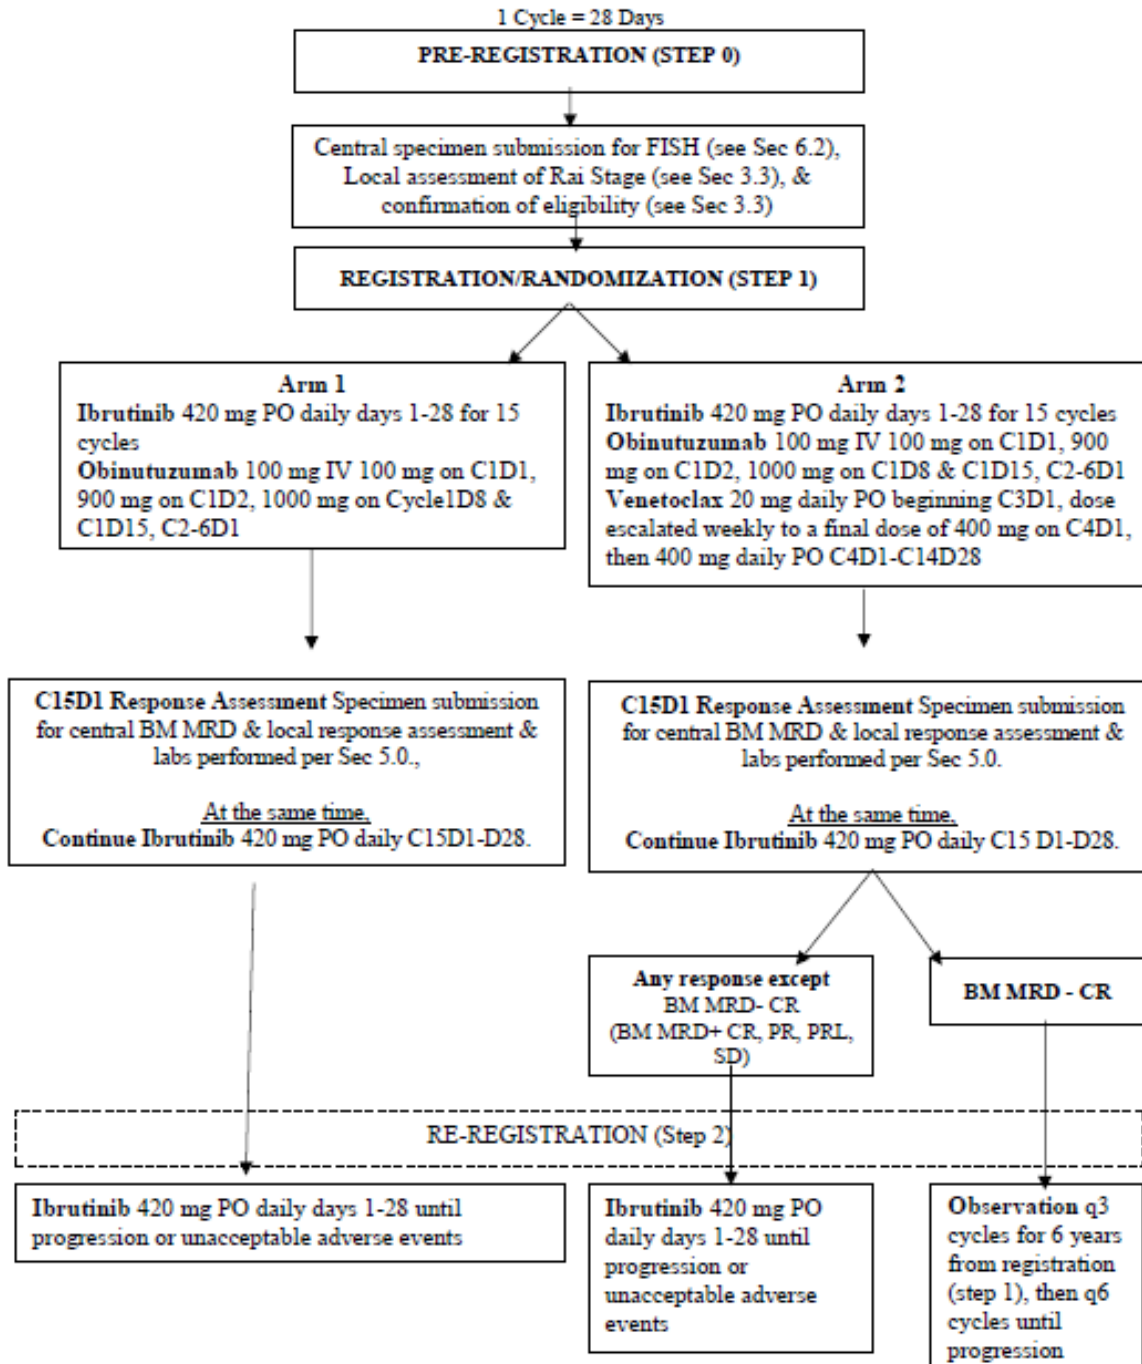 1 Cycle = 28 Days
PRE-REGISTRATION (STEP 0)
Central specimen submission for FISH (see Sec 6.2),
Local assessment of Rai Stage (see Sec 3.3), &
confirmation of eligibility (see Sec 3.3)
REGISTRATION/RANDOMIZATION (STEP 1)
Arm 1
Ibrutinib 420 mg PO daily days 1-28 for 15
cycles
Obinutuzumab 100 mg IV 100 mg on C1D1,
900 mg on C1D2, 1000 mg on Cycle1D8 &
C1D15, C2-6D1
Arm 2
Ibrutinib 420 mg PO daily days 1-28 for 15 cycles
Obinutuzumab 100 mg IV 100 mg on C1D1, 900
mg on C1D2, 1000 mg on C1D8 & C1D15, C2-6D1
Venetoclax 20 mg daily PO beginning C3D1, dose
escalated weekly to a final dose of 400 mg on C4D1,
then 400 mg daily PO C4D1-C14D28
C15D1 Response Assessment Specimen submission
for central BM MRD & local response assessment &
labs performed per Sec 5.0.,
At the same time,
Continue Ibrutinib 420 mg PO daily C15D1-D28.
C15D1 Response Assessment Specimen submission
for central BM MRD & local response assessment &
labs performed per Sec 5.0.
At the same time,
Continue Ibrutinib 420 mg PO daily C15 D1-D28.
Any response except
BM MRD- CR
(BM MRD+ CR, PR, PRL,
SD)
BM MRD - CR
RE-REGISTRATION (Step 2)
Ibrutinib 420 mg PO daily days 1-28 until
progression or unacceptable adverse events
Ibrutinib 420 mg PO
daily days 1-28 until
progression or
unacceptable adverse
events
Observation q3
cycles for 6 years
from registration
(step 1), then q6
cycles until
progression